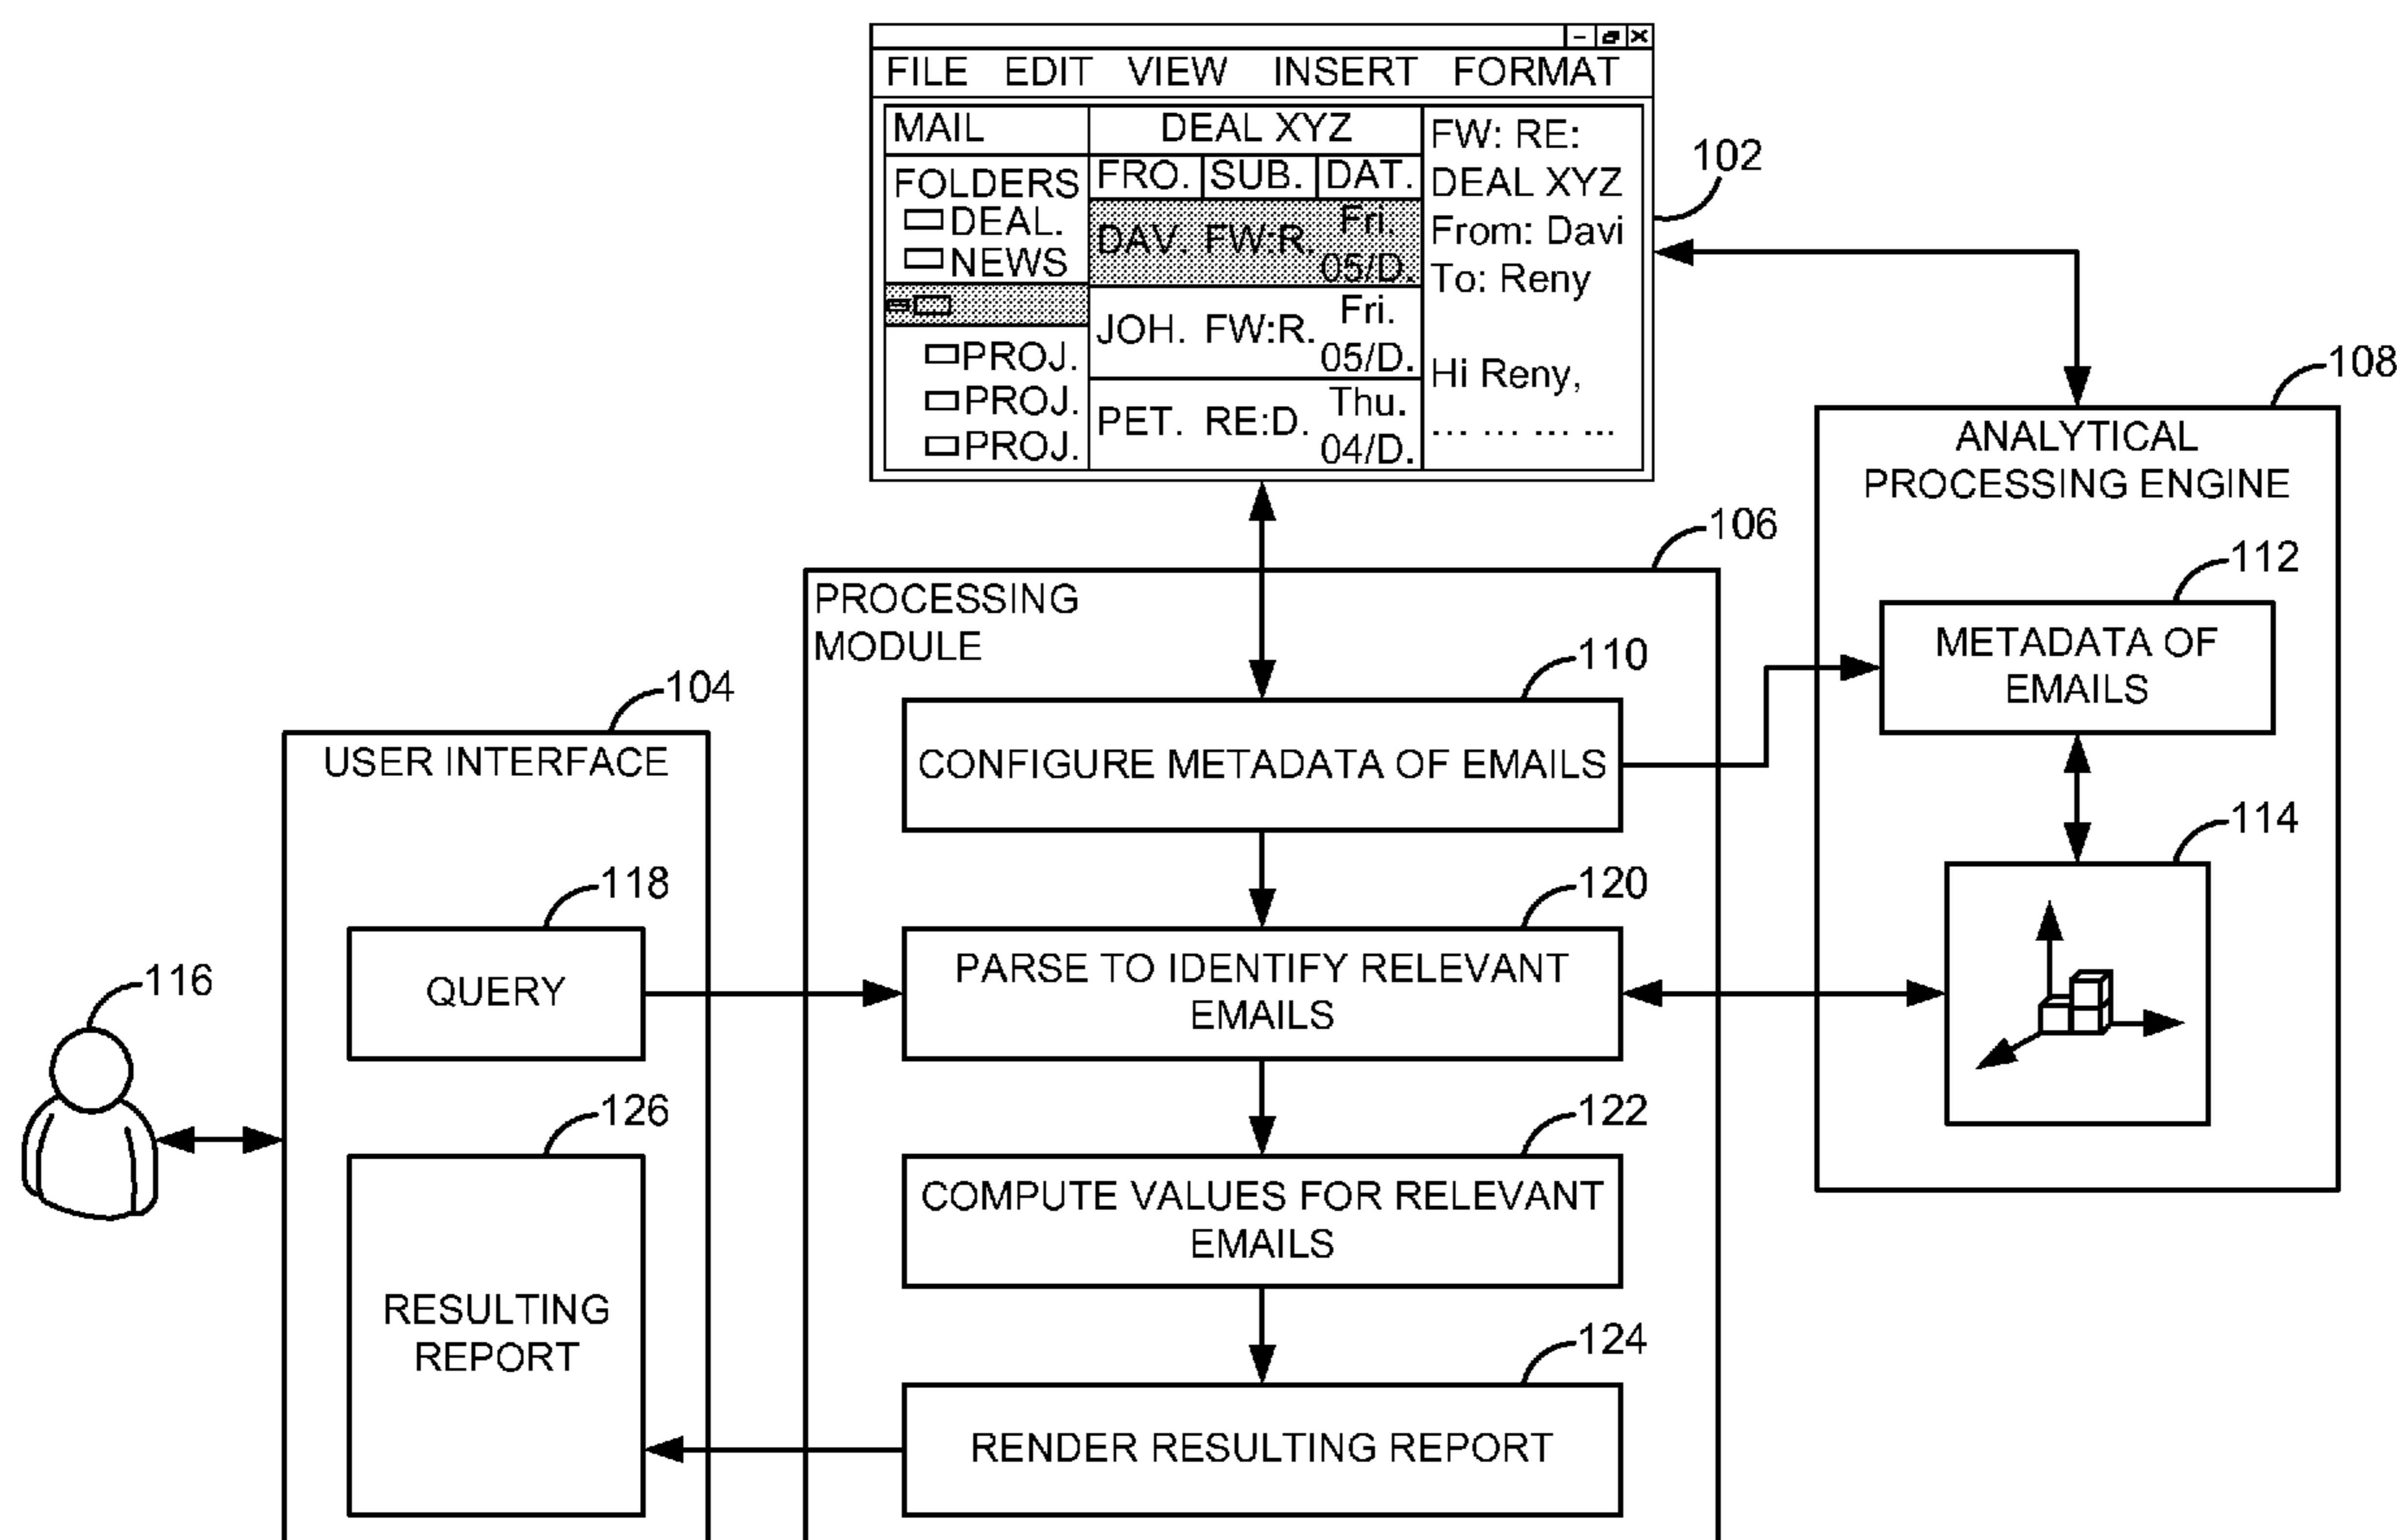 FILE EDIT VIEW INSERT FORMAT
MAIL
FOLDERS
DEAL.
NEWS
PROJ.
PROJ.
PROJ.
DEAL XYZ
FRO. SUB. DAT.
DAV. FW:R. Fri.
05/D.
JOH. FW:R. Fri.
05/D.
PET. RE:D. Thu.
04/D.
FW: RE:
DEAL XYZ
From: Davi
To: Reny
Hi Reny,
... ... ... ...
102
108
ANALYTICAL
PROCESSING ENGINE
112
METADATA OF
EMAILS
114
106
PROCESSING
MODULE
110
CONFIGURE METADATA OF EMAILS
120
PARSE TO IDENTIFY RELEVANT
EMAILS
122
COMPUTE VALUES FOR RELEVANT
EMAILS
124
RENDER RESULTING REPORT
104
USER INTERFACE
118
QUERY
126
RESULTING
REPORT
116